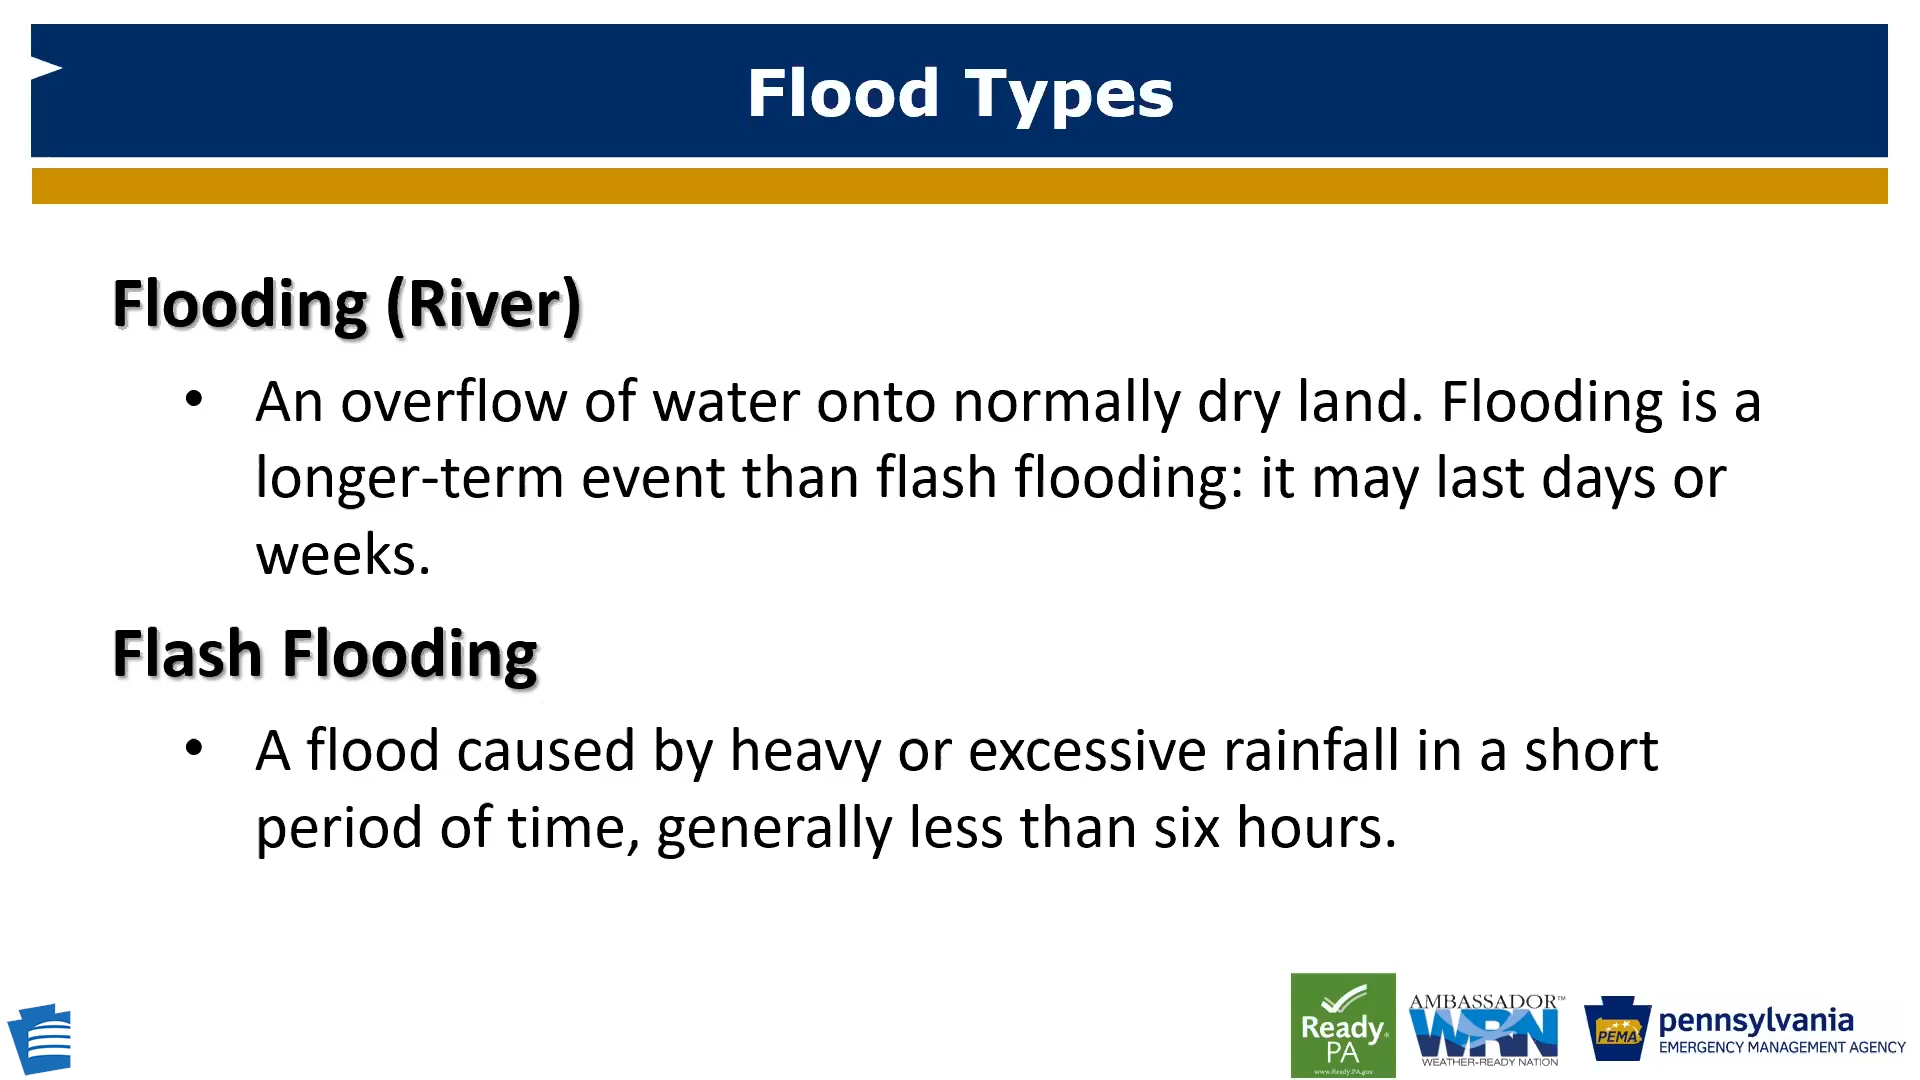 Flood Types
Flooding (River)
• An overflow of water onto normally dry land. Flooding is a
longer-term event than flash flooding: it may last days or
weeks.
Flash Flooding
• A flood caused by heavy or excessive rainfall in a short
period of time, generally less than six hours.
Ready
PA
www.Ready.PA.gov
AMBASSADOR™
WRN
WEATHER-READY NATION
PEMA
pennsylvania
EMERGENCY MANAGEMENT AGENCY